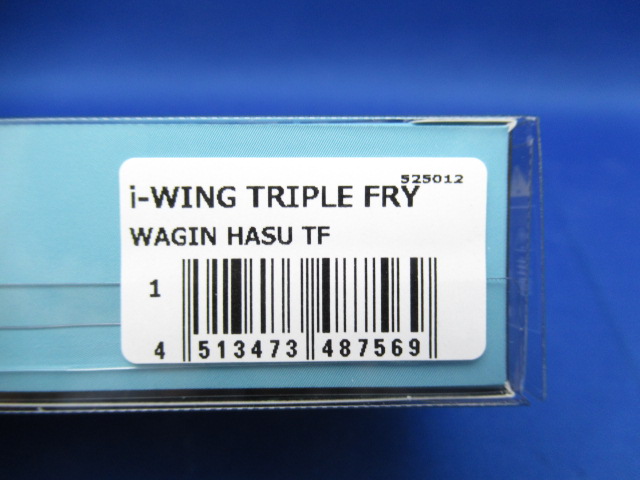 525012
i-WING TRIPLE FRY
WAGIN HASU TF
1
4 513473 487569